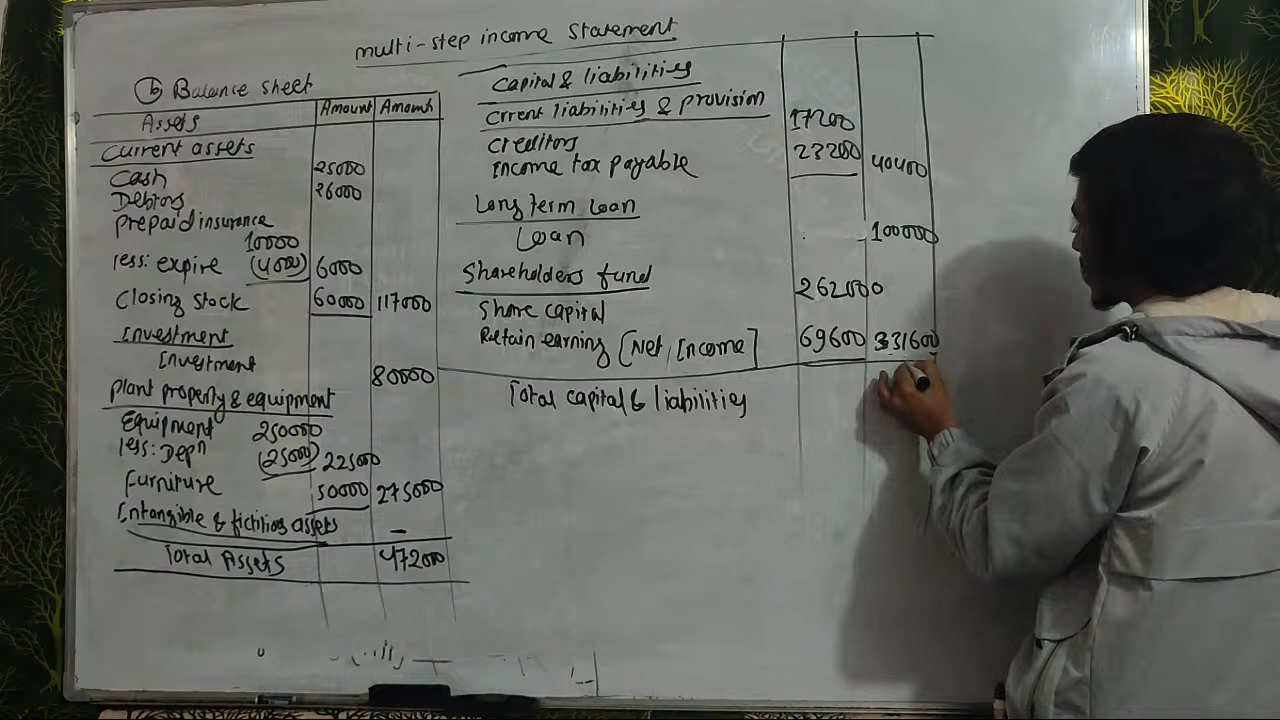 multi-step income statement
(b) Balance sheet
Assets Amount Amount
Current assets
Cash 25000
Debtors 26000
prepaid insurance
10000
less: expire (4000) 6000
Closing stock 60000 117000
Investment
Investment
80000
Plant property & equipment
Equipment 250000
less: Depn (25000) 225000
furniture 50000 275000
Intangible & fictitios assets -
Total Assets 472000
Capital & liabilities
Crrent liabilities & provision
Creditors 17200
Income tax payable 23200 40400
Long term loan
Loan 100000
Shareholders fund
Share capital 262000
Retain earning [Net Income] 69600 331600
Total capital & liabilities